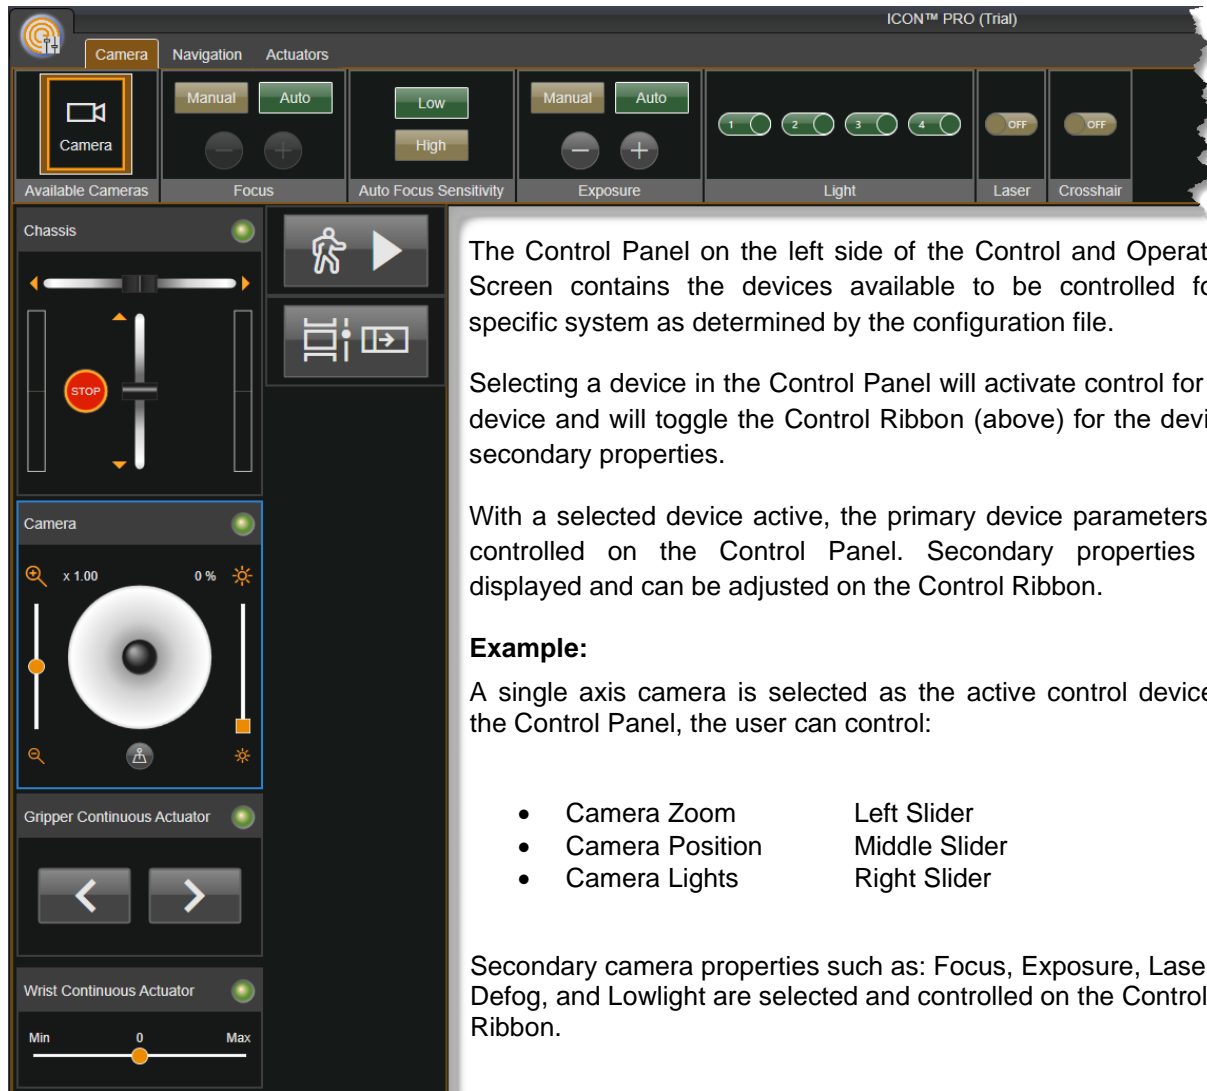 ICON™ PRO (Trial)
Camera Navigation Actuators
Camera
Available Cameras
Manual Auto
Focus
Low
High
Auto Focus Sensitivity
Manual Auto
Exposure
1 2 3 4
Light
OFF
Laser
OFF
Crosshair
Chassis
STOP
Camera
x 1.00 0 %
Gripper Continuous Actuator
Wrist Continuous Actuator
Min 0 Max
The Control Panel on the left side of the Control and Operat
Screen contains the devices available to be controlled fo
specific system as determined by the configuration file.
Selecting a device in the Control Panel will activate control for
device and will toggle the Control Ribbon (above) for the devi
secondary properties.
With a selected device active, the primary device parameters
controlled on the Control Panel. Secondary properties
displayed and can be adjusted on the Control Ribbon.
Example:
A single axis camera is selected as the active control device
the Control Panel, the user can control:
• Camera Zoom Left Slider
• Camera Position Middle Slider
• Camera Lights Right Slider
Secondary camera properties such as: Focus, Exposure, Lase
Defog, and Lowlight are selected and controlled on the Control
Ribbon.